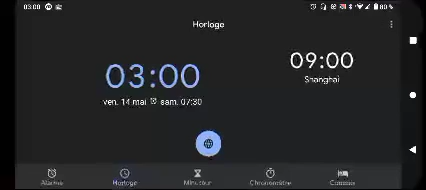 03:00
80 %
Horloge
03:00
ven. 14 mai sam. 07:30
09:00
Shanghai
Alarme
Horloge
Minuteur
Chronomètre
Coucher